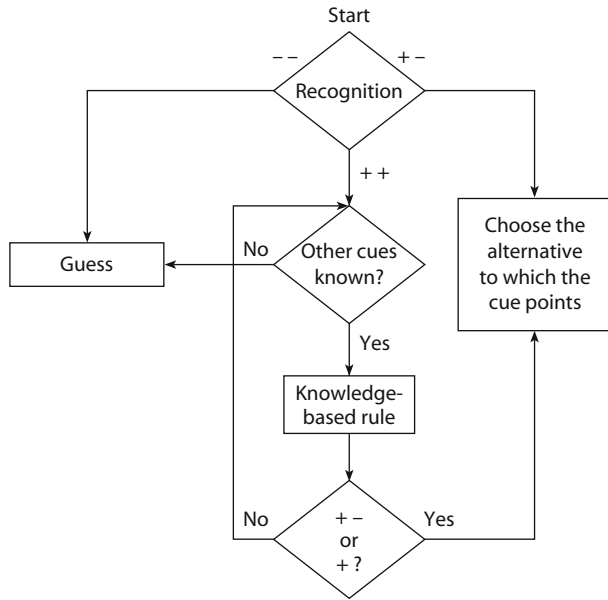 Start
– –
+ –
Recognition
+ +
No
Guess
Other cues
known?
Choose the
alternative
to which the
cue points
Yes
Knowledge-
based rule
No
+ –
or
+ ?
Yes